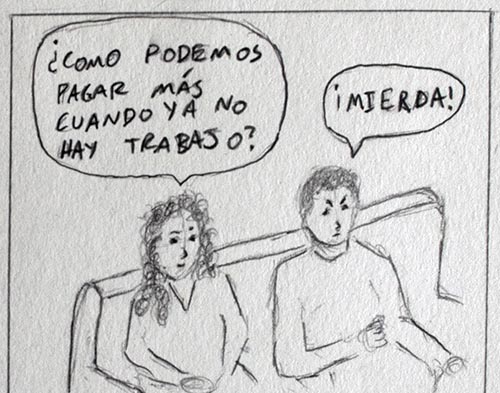 ¿COMO PODEMOS
PAGAR MÁS
CUANDO YA NO
HAY TRABAJO?
¡MIERDA!